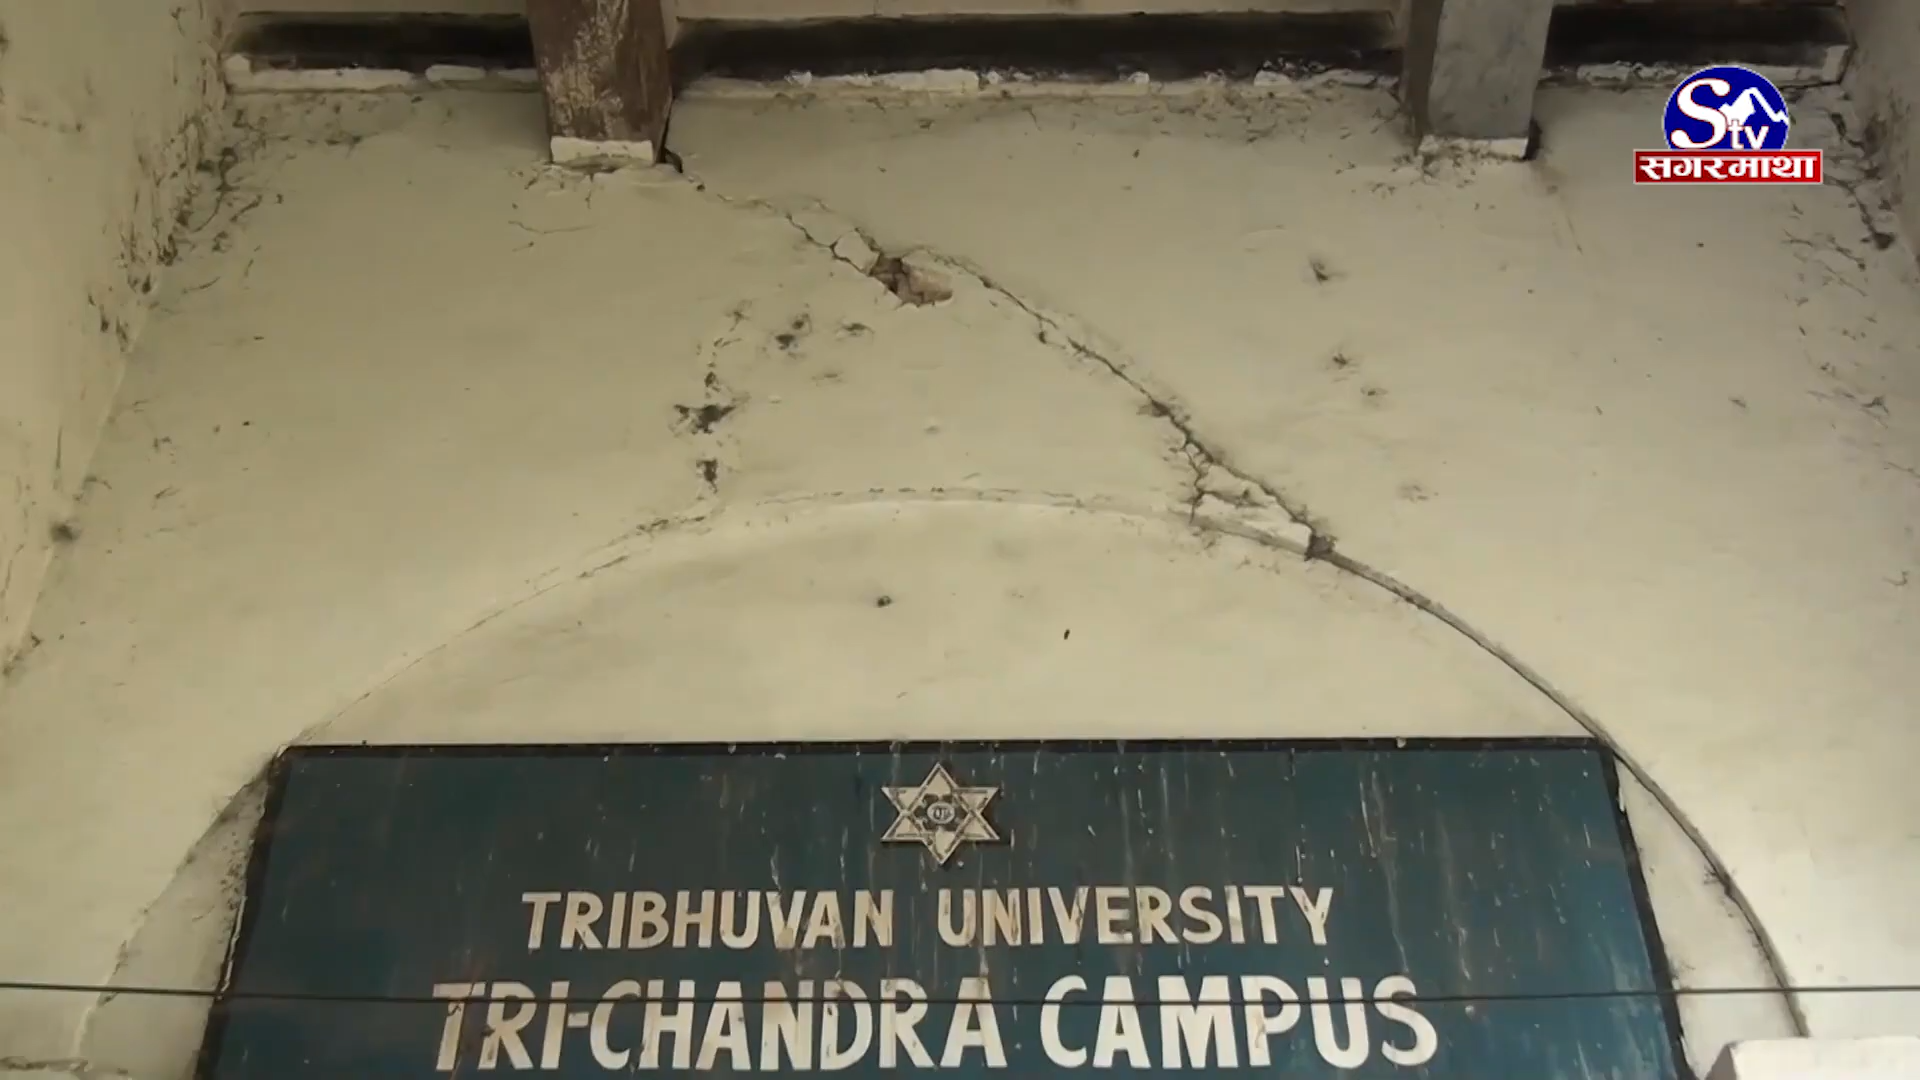 Stv
सगरमाथा
TRIBHUVAN UNIVERSITY
TRI-CHANDRA CAMPUS